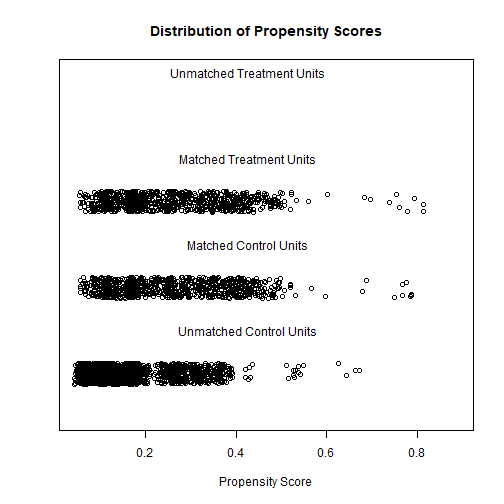 Distribution of Propensity Scores
Unmatched Treatment Units
Matched Treatment Units
Matched Control Units
Unmatched Control Units
0.2 0.4 0.6 0.8
Propensity Score